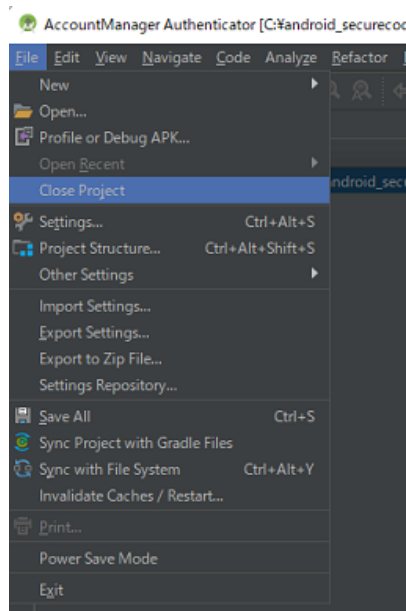 AccountManager Authenticator [C:¥android_securecoc
File Edit View Navigate Code Analyze Refactor
New
Open...
Profile or Debug APK...
Open Recent
Close Project
ndroid_secu
Settings... Ctrl+Alt+S
Project Structure... Ctrl+Alt+Shift+S
Other Settings
Import Settings...
Export Settings...
Export to Zip File...
Settings Repository...
Save All Ctrl+S
Sync Project with Gradle Files
Sync with File System Ctrl+Alt+Y
Invalidate Caches / Restart...
Print...
Power Save Mode
Exit